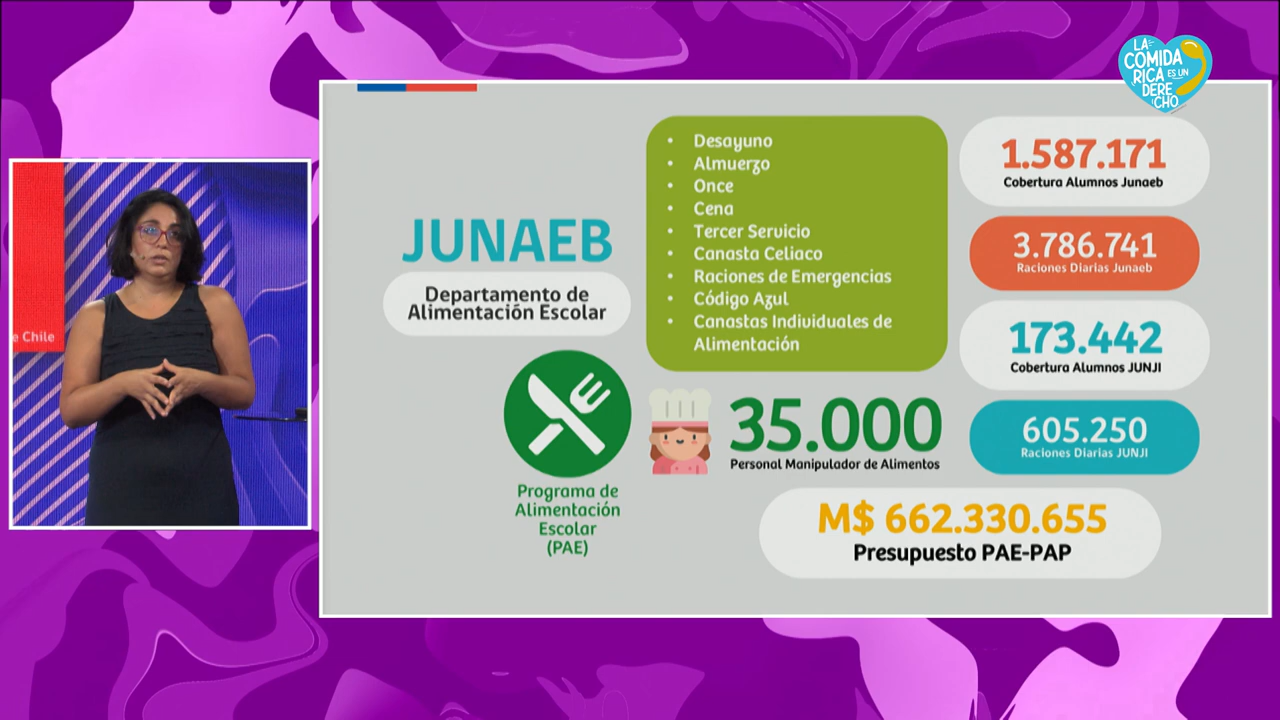 LA
COMIDA
RICA
ES UN
DERE
CHO
e Chile
JUNAEB
Departamento de
Alimentación Escolar
Programa de
Alimentación
Escolar
(PAE)
• Desayuno
• Almuerzo
• Once
• Cena
• Tercer Servicio
• Canasta Celiaco
• Raciones de Emergencias
• Código Azul
• Canastas Individuales de
Alimentación
35.000
Personal Manipulador de Alimentos
1.587.171
Cobertura Alumnos Junaeb
3.786.741
Raciones Diarias Junaeb
173.442
Cobertura Alumnos JUNJI
605.250
Raciones Diarias JUNJI
M$ 662.330.655
Presupuesto PAE-PAP